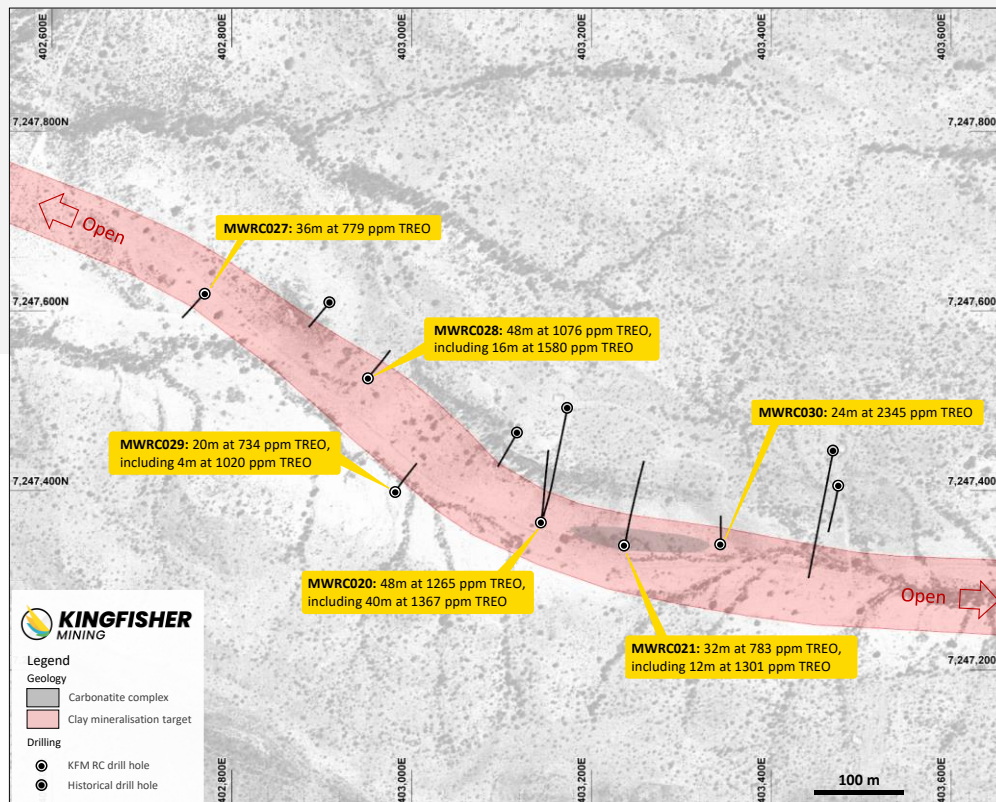 402,600E
402,800E
403,000E
403,200E
403,400E
403,600E
7,247,800N
7,247,800N
Open
MWRC027: 36m at 779 ppm TREO
7,247,600N
7,247,600N
MWRC028: 48m at 1076 ppm TREO,
including 16m at 1580 ppm TREO
MWRC030: 24m at 2345 ppm TREO
MWRC029: 20m at 734 ppm TREO,
including 4m at 1020 ppm TREO
7,247,400N
7,247,400N
MWRC020: 48m at 1265 ppm TREO,
including 40m at 1367 ppm TREO
Open
MWRC021: 32m at 783 ppm TREO,
including 12m at 1301 ppm TREO
7,247,200N
KINGFISHER
MINING
Legend
Geology
Carbonatite complex
Clay mineralisation target
Drilling
KFM RC drill hole
Historical drill hole
402,800E
403,000E
403,200E
403,400E
403,600E
100 m